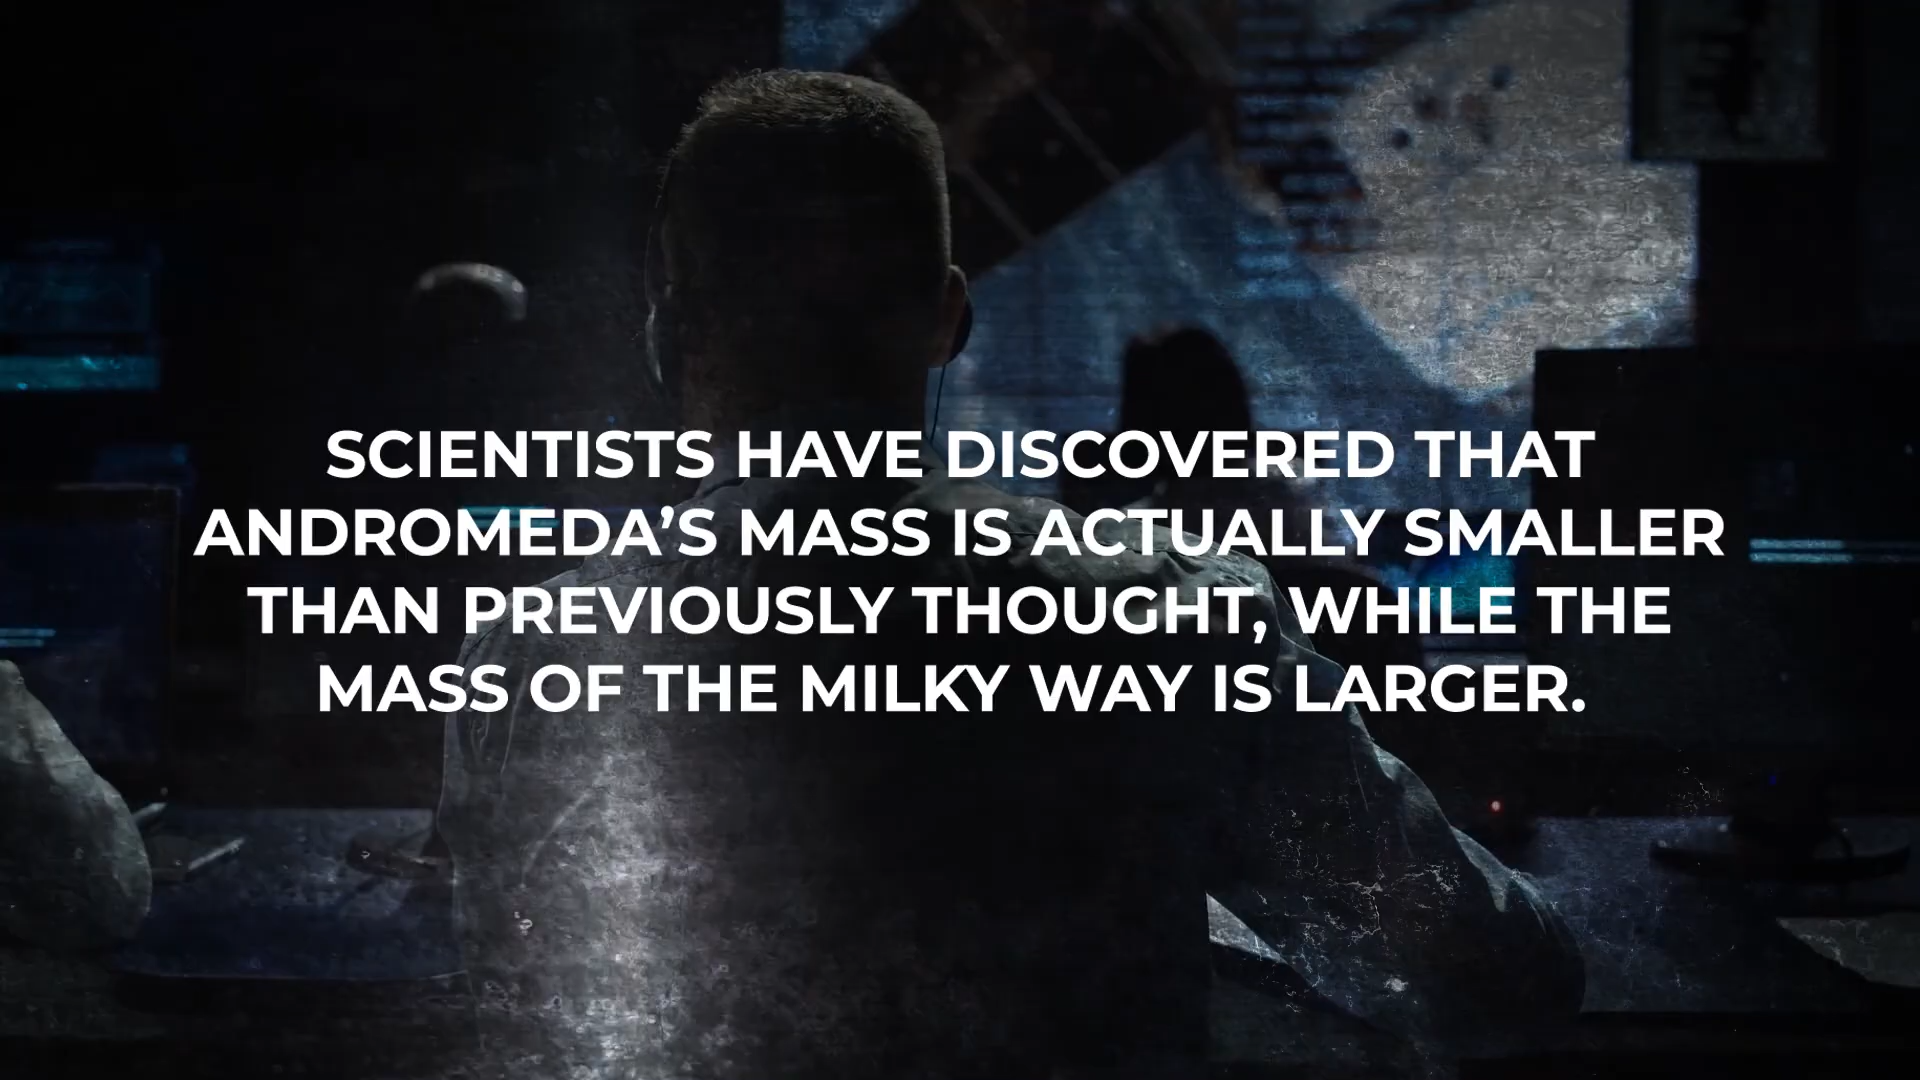 SCIENTISTS HAVE DISCOVERED THAT
ANDROMEDA’S MASS IS ACTUALLY SMALLER
THAN PREVIOUSLY THOUGHT, WHILE THE
MASS OF THE MILKY WAY IS LARGER.